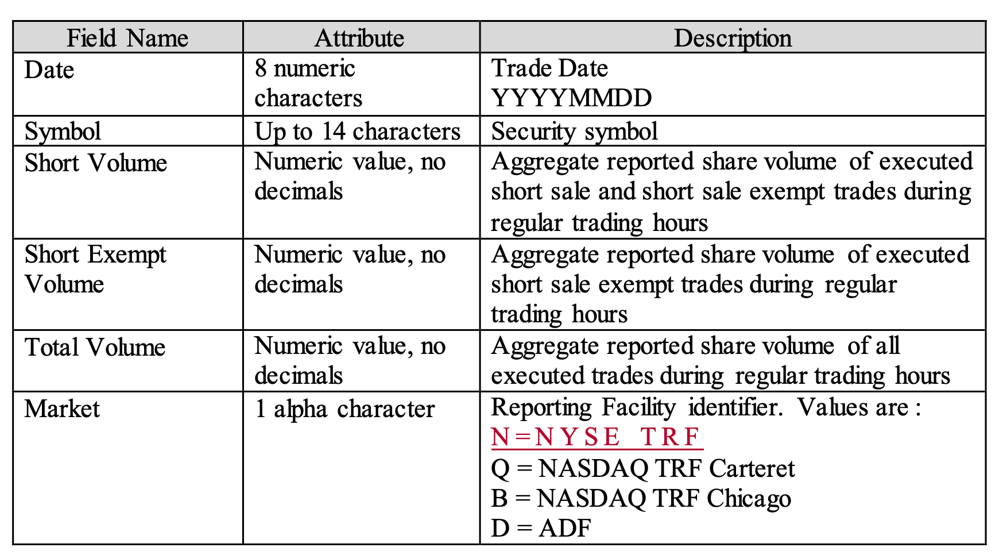 Field Name Attribute Description
Date 8 numeric characters Trade Date
YYYYMMDD
Symbol Up to 14 characters Security symbol
Short Volume Numeric value, no decimals Aggregate reported share volume of executed
short sale and short sale exempt trades during
regular trading hours
Short Exempt
Volume Numeric value, no
decimals Aggregate reported share volume of executed
short sale exempt trades during regular
trading hours
Total Volume Numeric value, no
decimals Aggregate reported share volume of all
executed trades during regular trading hours
Market 1 alpha character Reporting Facility identifier. Values are :
N=NYSE TRF
Q = NASDAQ TRF Carteret
B = NASDAQ TRF Chicago
D = ADF